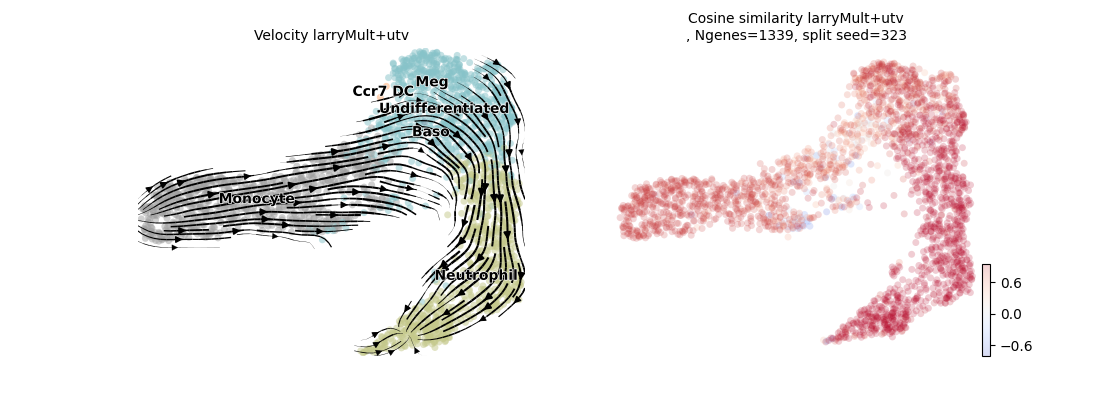 Velocity larryMult+utv
Meg
Ccr7 DC
Undifferentiated
Baso
Monocyte
Neutrophil
Cosine similarity larryMult+utv
, Ngenes=1339, split seed=323
0.6
0.0
−0.6